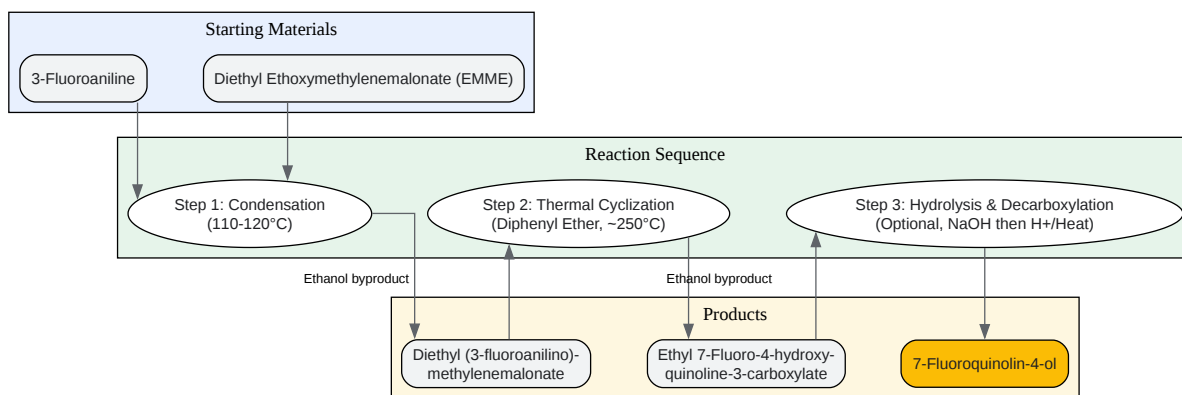 Starting Materials
3-Fluoroaniline
Diethyl Ethoxymethylenemalonate (EMME)
Reaction Sequence
Step 1: Condensation
(110-120°C)
Step 2: Thermal Cyclization
(Diphenyl Ether, ~250°C)
Step 3: Hydrolysis & Decarboxylation
(Optional, NaOH then H+/Heat)
Ethanol byproduct
Ethanol byproduct
Products
Diethyl (3-fluoroanilino)-
methylenemalonate
Ethyl 7-Fluoro-4-hydroxy-
quinoline-3-carboxylate
7-Fluoroquinolin-4-ol